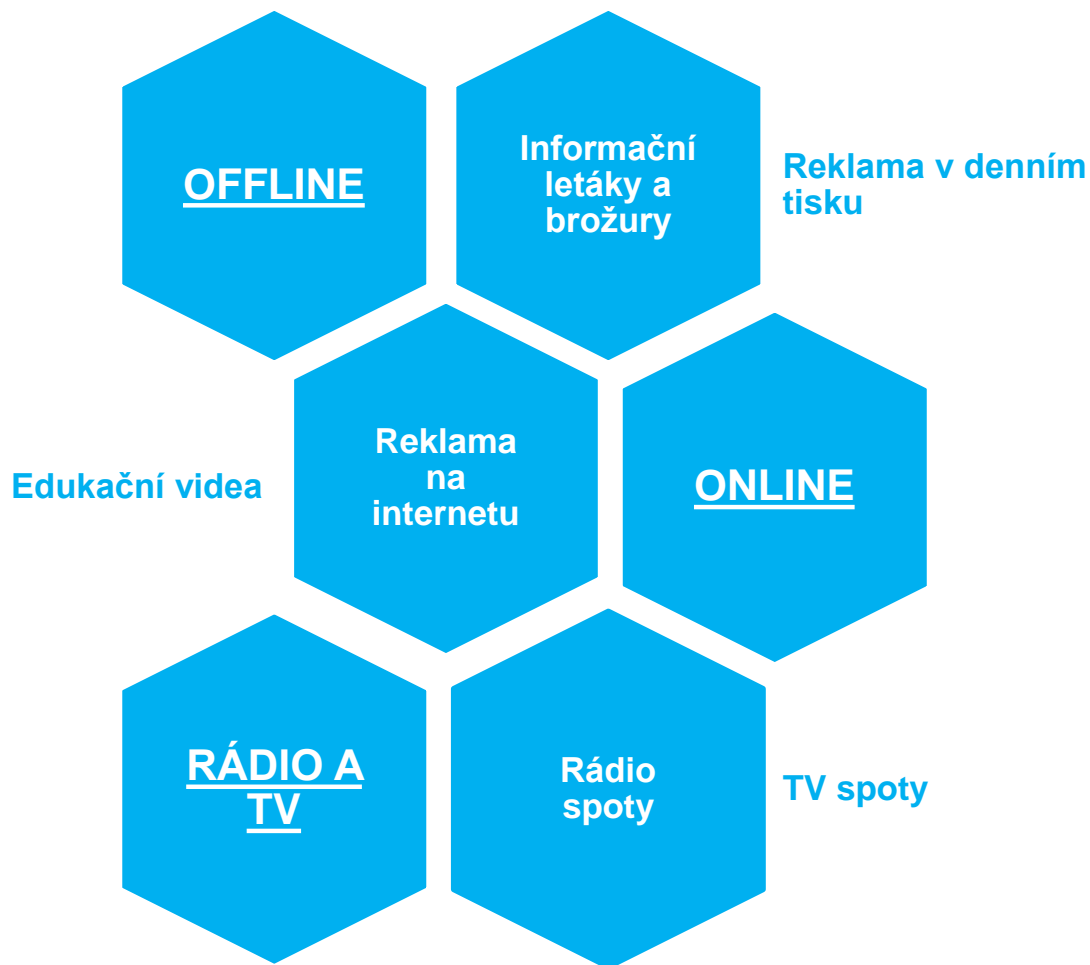 OFFLINE
Informační
letáky a
brožury
Reklama v denním
tisku
Edukační videa
Reklama
na
internetu
ONLINE
RÁDIO A
TV
Rádio
spoty
TV spoty